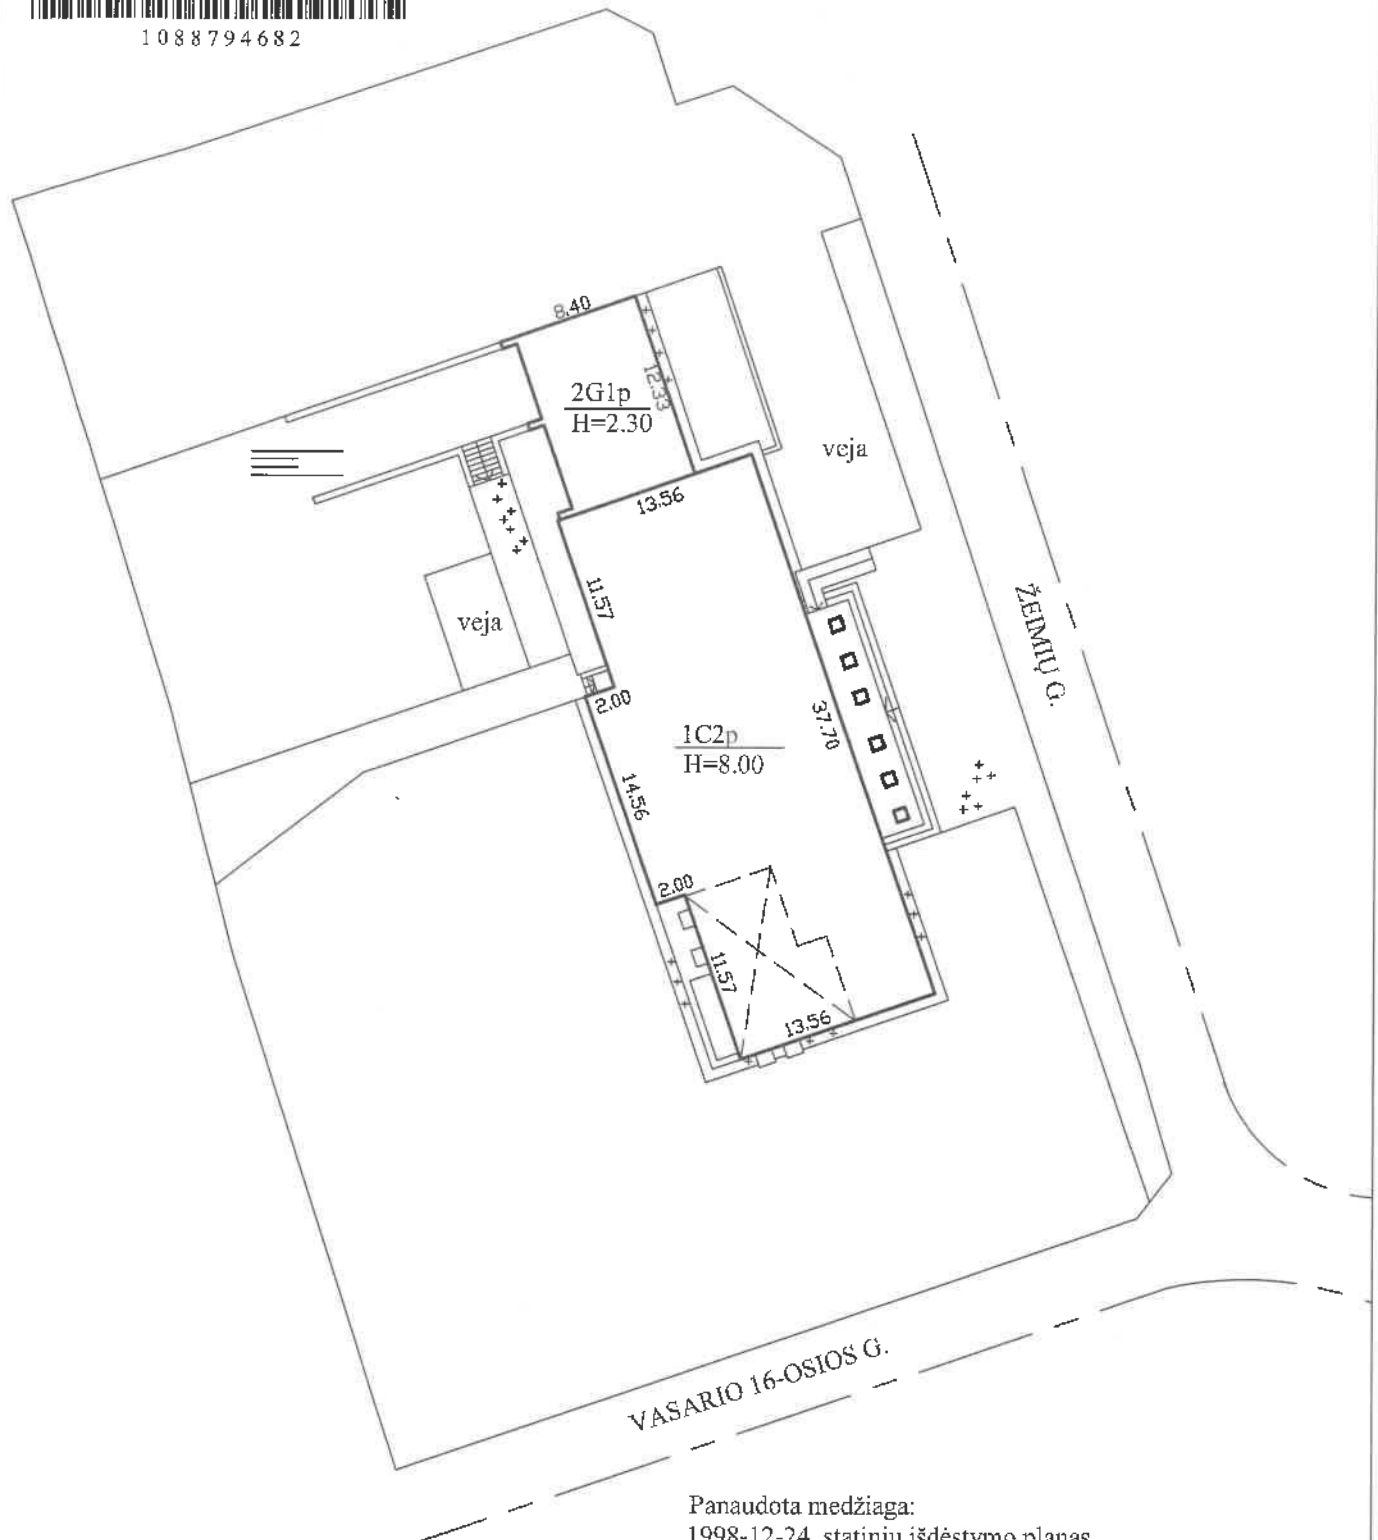 1088794682
8.40
2G1p
H=2.30
12.33
veja
13.56
11.57
veja
ŽEIMIŲ G.
2.00
1C2p
H=8.00
37.70
14.56
2.00
11.57
13.56
VASARIO 16-OSIOS G.
Panaudota medžiaga:
1998-12-24 statinių išdėstymo planas